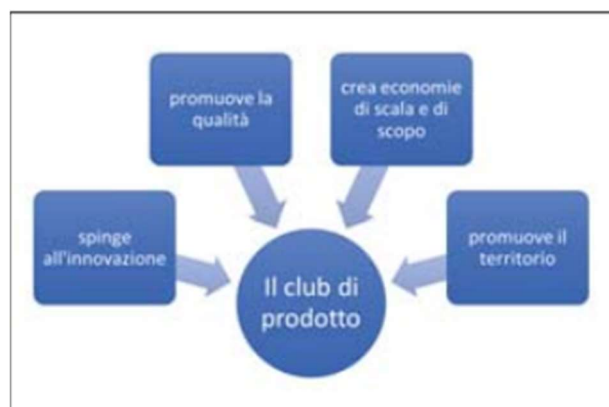 promuove la
qualità
crea economie
di scala e di
scopo
spinge
all'innovazione
promuove il
territorio
Il club di
prodotto